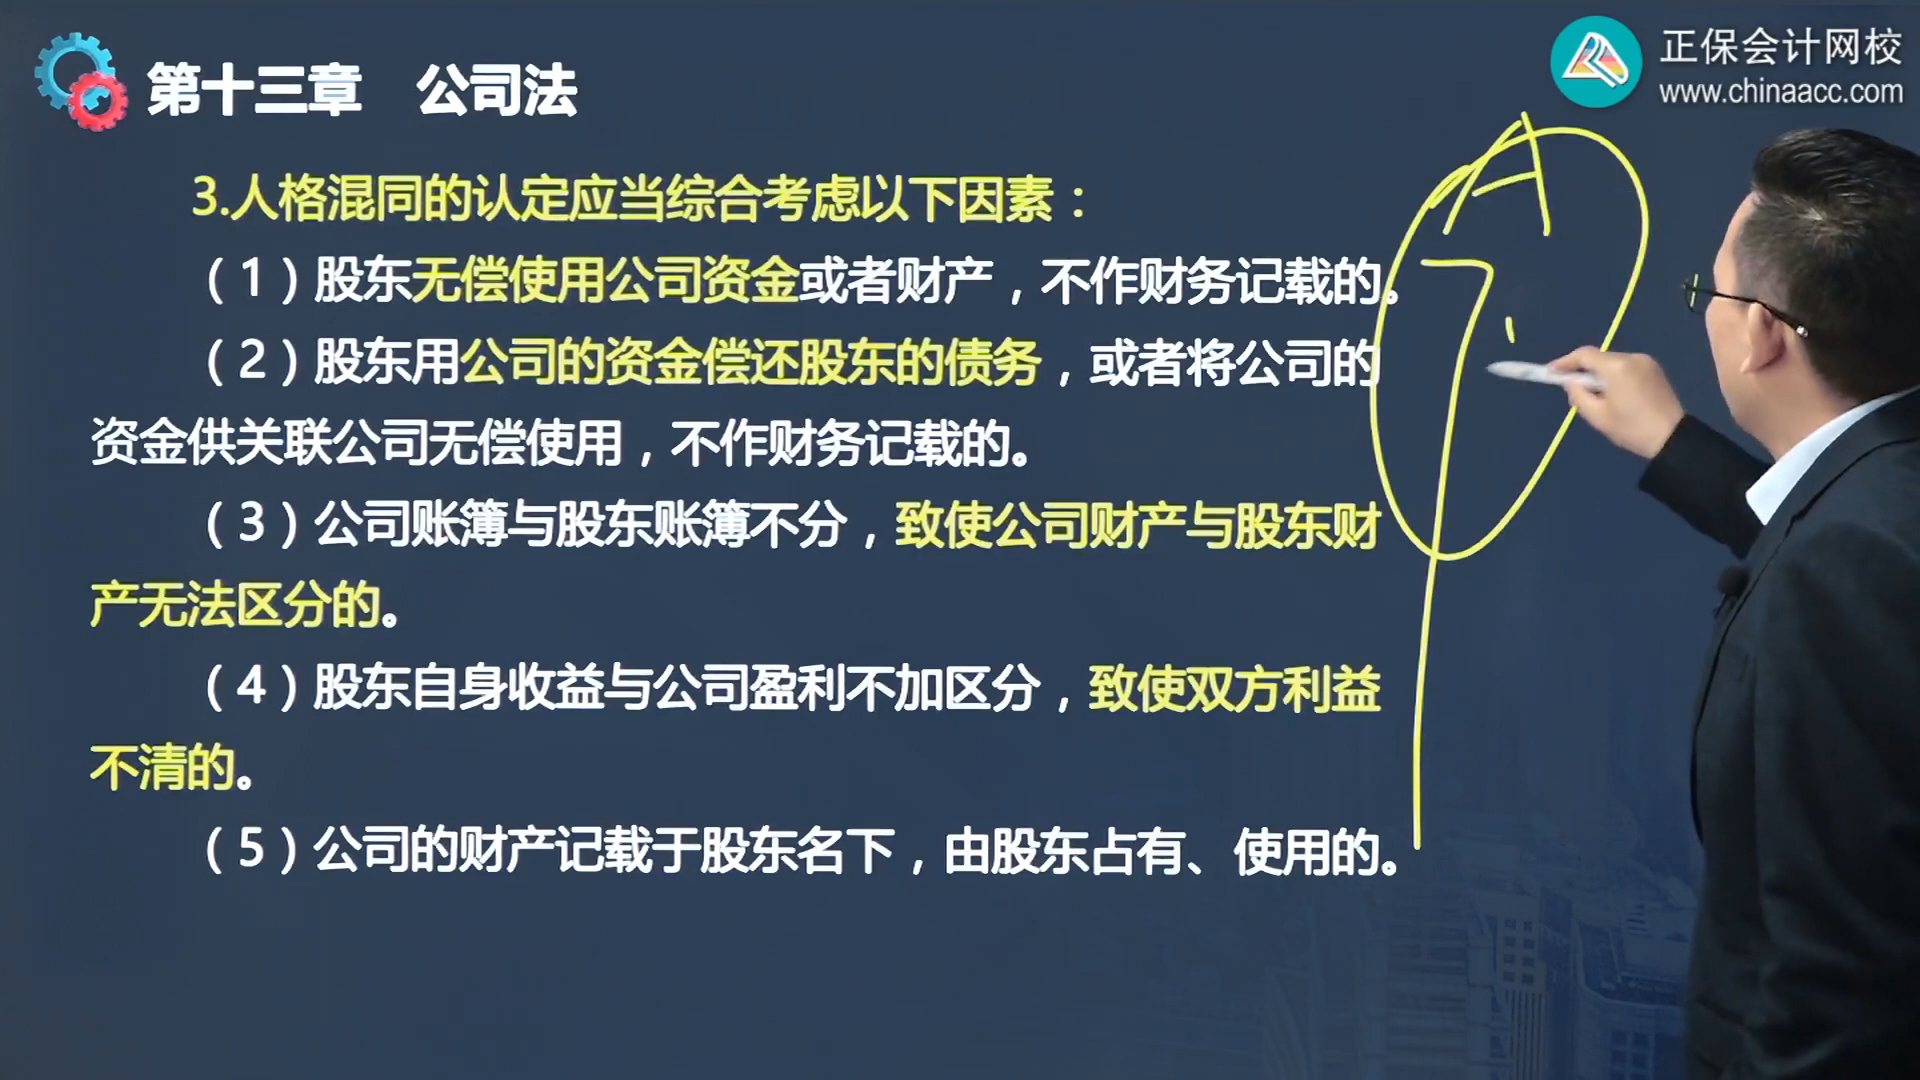 正保会计网校
www.chinaacc.com
第十三章 公司法
3.人格混同的认定应当综合考虑以下因素：
（1）股东无偿使用公司资金或者财产，不作财务记载的。
（2）股东用公司的资金偿还股东的债务，或者将公司的
资金供关联公司无偿使用，不作财务记载的。
（3）公司账簿与股东账簿不分，致使公司财产与股东财
产无法区分的。
（4）股东自身收益与公司盈利不加区分，致使双方利益
不清的。
（5）公司的财产记载于股东名下，由股东占有、使用的。
A